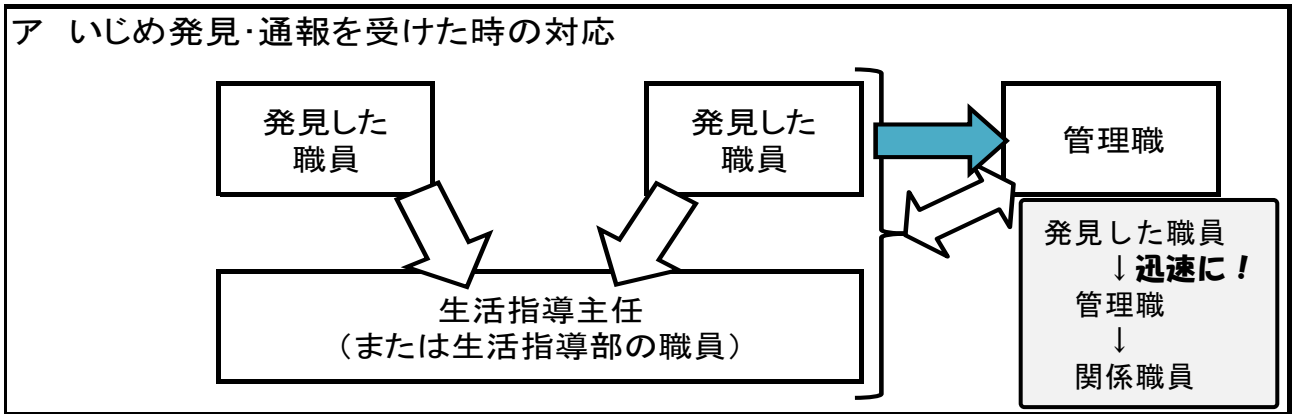 ア　いじめ発見・通報を受けた時の対応
発見した
職員
発見した
職員
管理職
生活指導主任
（または生活指導部の職員）
発見した職員
↓迅速に！
管理職
↓
関係職員